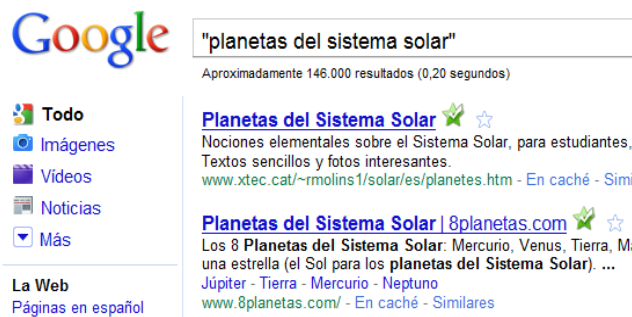 Google
"planetas del sistema solar"
Aproximadamente 146.000 resultados (0,20 segundos)
Todo
Imágenes
Vídeos
Noticias
Más
La Web
Páginas en español
Planetas del Sistema Solar
Nociones elementales sobre el Sistema Solar, para estudiantes,
Textos sencillos y fotos interesantes.
www.xtec.cat/~rmolins1/solar/es/planetes.htm - En caché - Simi
Planetas del Sistema Solar | 8planetas.com
Los 8 Planetas del Sistema Solar: Mercurio, Venus, Tierra, Ma
una estrella (el Sol para los planetas del Sistema Solar). ...
Júpiter - Tierra - Mercurio - Neptuno
www.8planetas.com/ - En caché - Similares